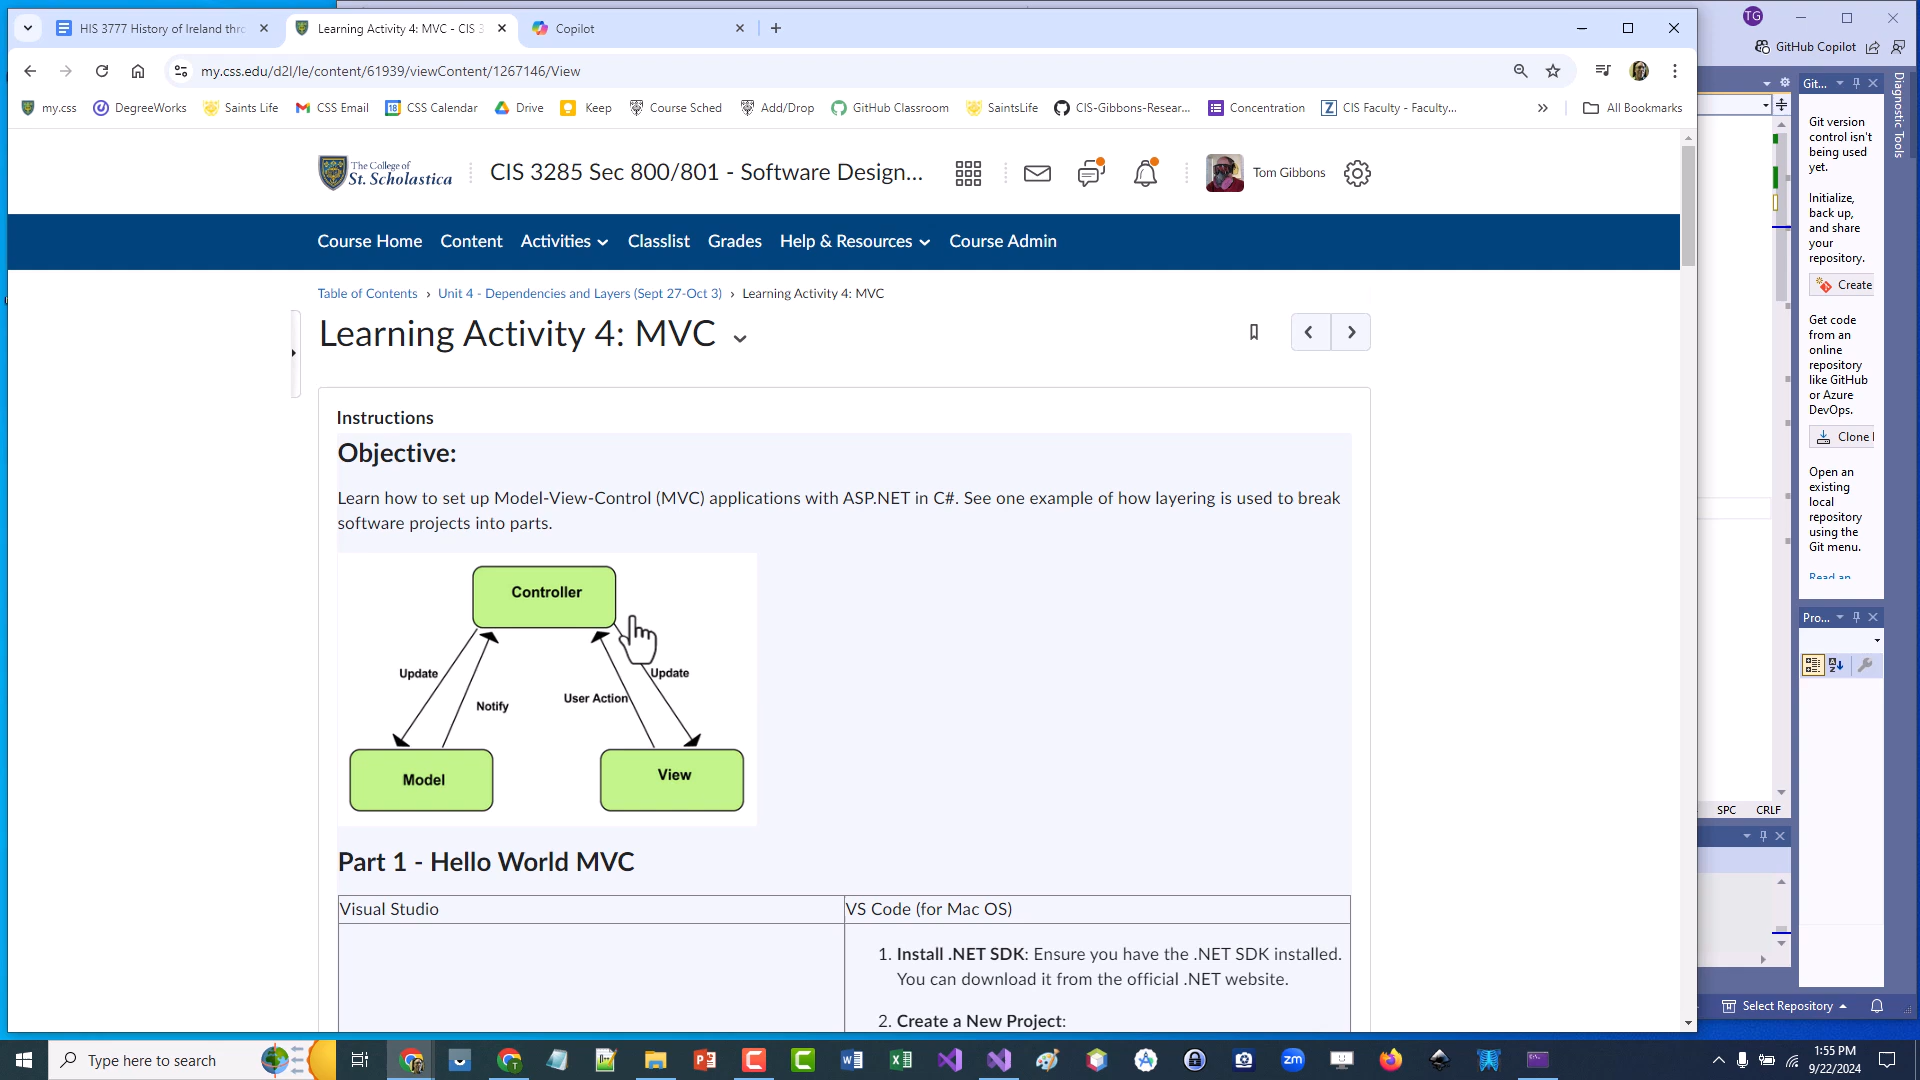 HIS 3777 History of Ireland thro
Learning Activity 4: MVC - CIS 3
Copilot
TG
my.css.edu/d2l/le/content/61939/viewContent/1267146/View
GitHub Copilot
my.css
DegreeWorks
Saints Life
CSS Email
CSS Calendar
Drive
Keep
Course Sched
Add/Drop
GitHub Classroom
SaintsLife
CIS-Gibbons-Resear...
Concentration
CIS Faculty - Faculty...
All Bookmarks
The College of
St. Scholastica
CIS 3285 Sec 800/801 - Software Design...
Tom Gibbons
Course Home
Content
Activities
Classlist
Grades
Help & Resources
Course Admin
Table of Contents › Unit 4 - Dependencies and Layers (Sept 27-Oct 3) › Learning Activity 4: MVC
Learning Activity 4: MVC
Instructions
Objective:
Learn how to set up Model-View-Control (MVC) applications with ASP.NET in C#. See one example of how layering is used to break
software projects into parts.
Controller
Update
Notify
User Action
Update
Model
View
Part 1 - Hello World MVC
Visual Studio
VS Code (for Mac OS)
1. Install .NET SDK: Ensure you have the .NET SDK installed.
You can download it from the official .NET website.
2. Create a New Project:
Git...
Diagnostic Tools
Git version
control isn't
being used
yet.
Initialize,
back up,
and share
your
repository.
Create
Get code
from an
online
repository
like GitHub
or Azure
DevOps.
Clone
Open an
existing
local
repository
using the
Git menu.
Read an
Pro...
SPC
CRLF
Select Repository
Type here to search
1:55 PM
9/22/2024